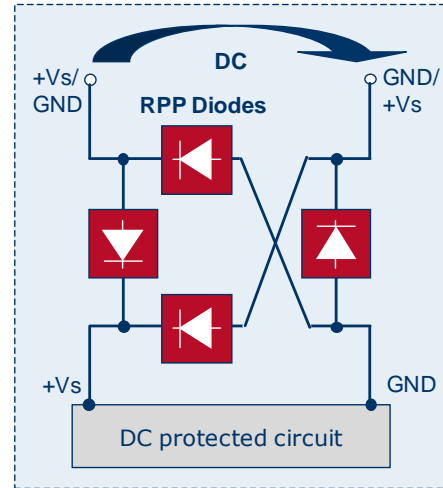 DC
+Vs/
GND
GND/
+Vs
RPP Diodes
+Vs
GND
DC protected circuit